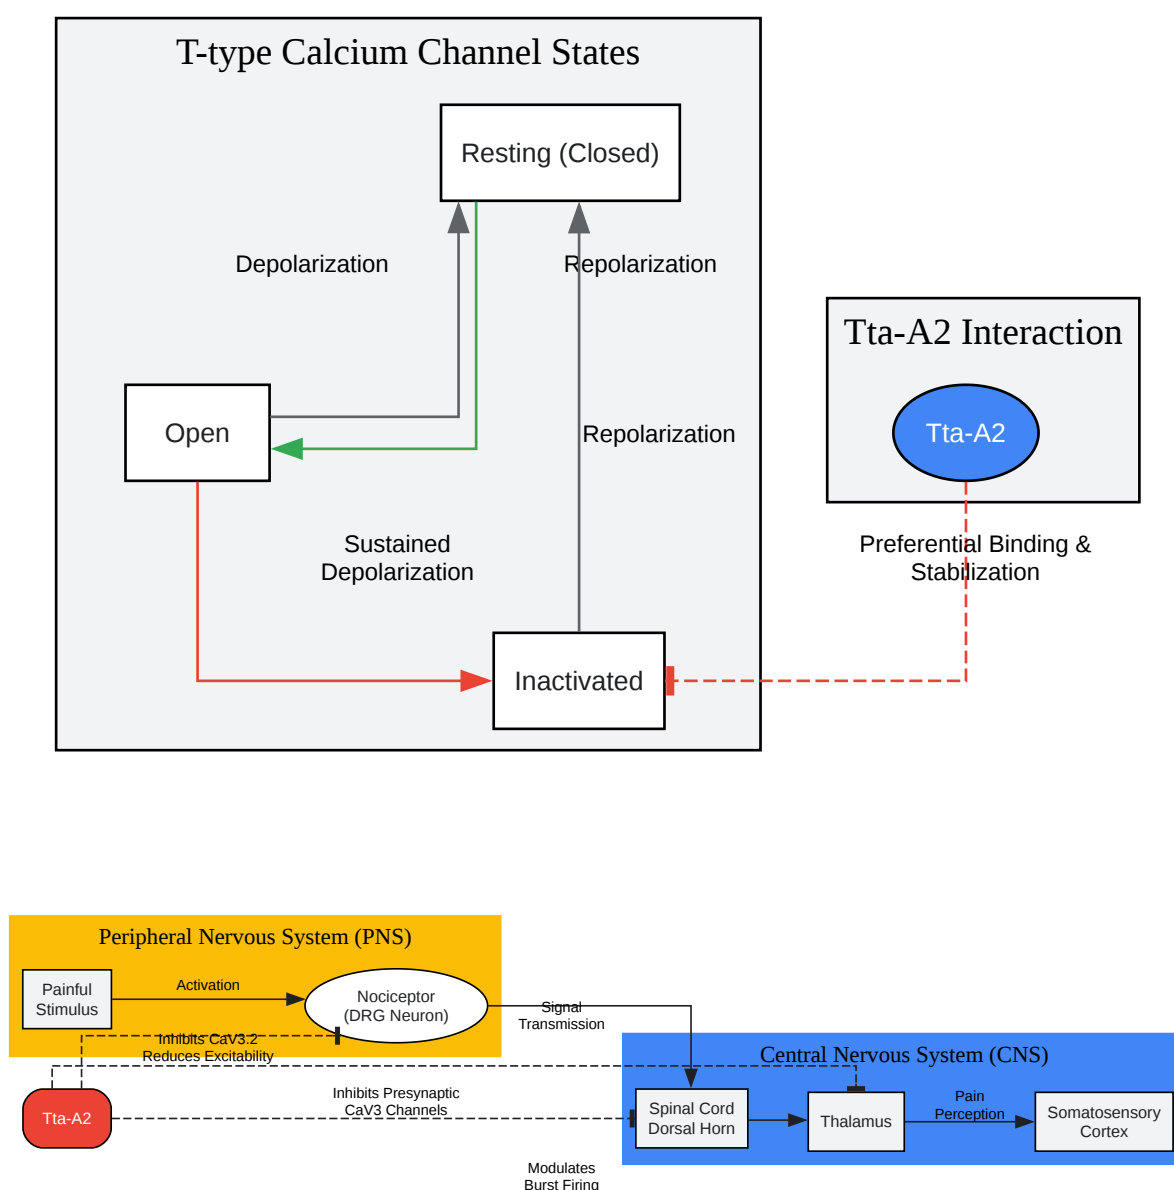 T-type Calcium Channel States
Resting (Closed)
Depolarization
Repolarization
Tta-A2 Interaction
Open
Repolarization
Tta-A2
Sustained
Depolarization
Preferential Binding &
Stabilization
Inactivated
Peripheral Nervous System (PNS)
Painful
Stimulus
Activation
Nociceptor
(DRG Neuron)
Signal
Transmission
Inhibits CaV3.2
Reduces Excitability
Central Nervous System (CNS)
Tta-A2
Inhibits Presynaptic
CaV3 Channels
Spinal Cord
Dorsal Horn
Thalamus
Pain
Perception
Somatosensory
Cortex
Modulates
Burst Firing